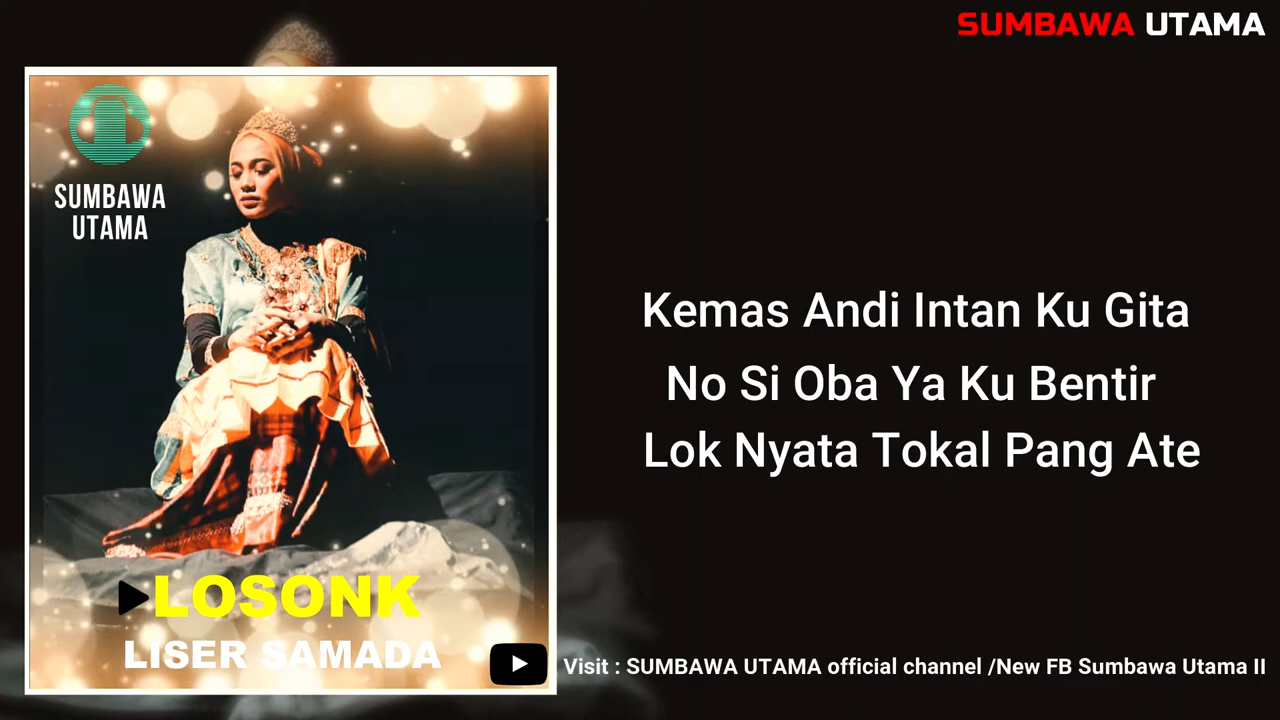 SUMBAWA UTAMA
SUMBAWA
UTAMA
Kemas Andi Intan Ku Gita
No Si Oba Ya Ku Bentir
Lok Nyata Tokal Pang Ate
LOSONK
LISER SAMADA
Visit : SUMBAWA UTAMA official channel /New FB Sumbawa Utama II